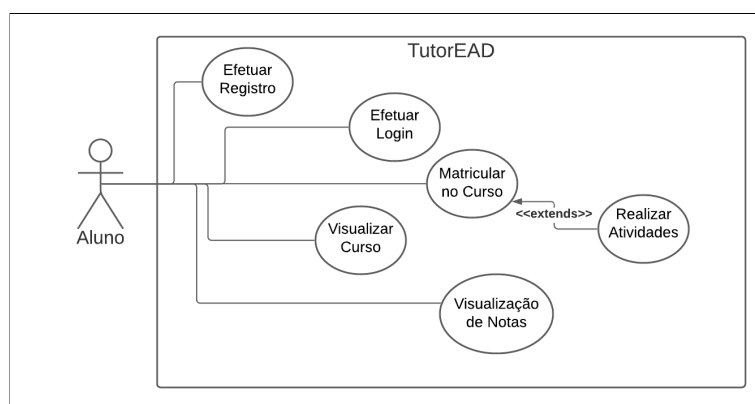 TutorEAD
Efetuar
Registro
Efetuar
Login
Matricular
no Curso
<<extends>>
Realizar
Atividades
Aluno
Visualizar
Curso
Visualização
de Notas